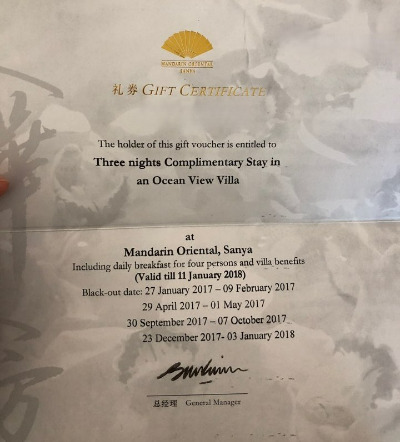 MANDARIN ORIENTAL
SANYA
礼券 GIFT CERTIFICATE
The holder of this gift voucher is entitled to
Three nights Complimentary Stay in
an Ocean View Villa
at
Mandarin Oriental, Sanya
Including daily breakfast for four persons and villa benefits
(Valid till 11 January 2018)
Black-out date: 27 January 2017 – 09 February 2017
29 April 2017 – 01 May 2017
30 September 2017 – 07 October 2017
23 December 2017- 03 January 2018
总经理 General Manager